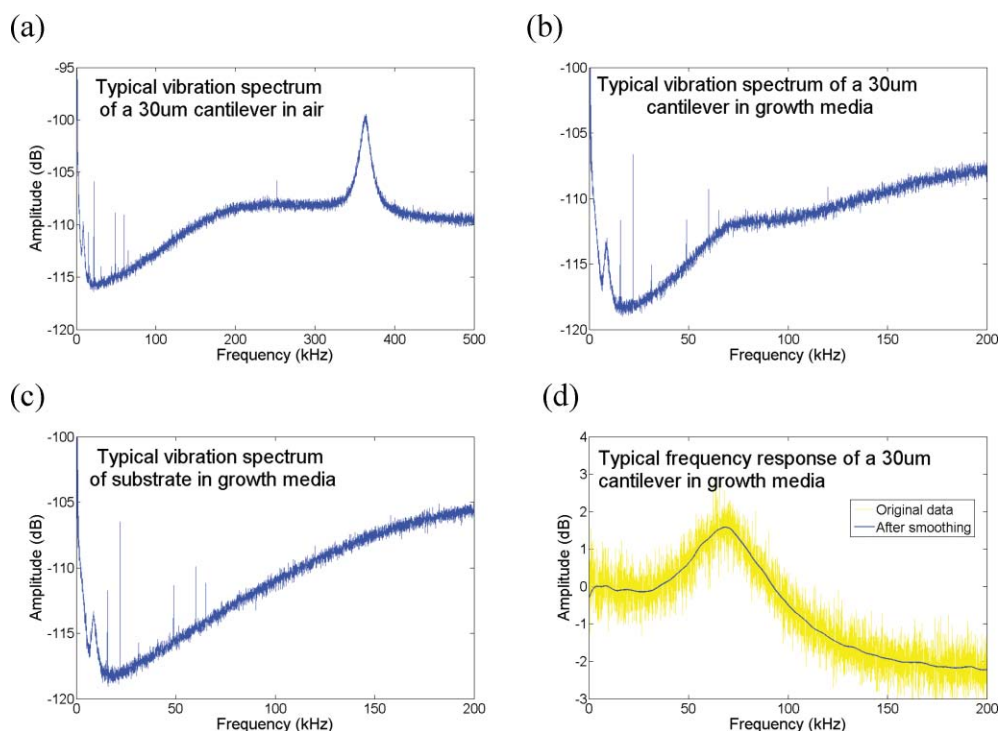 (a)
Typical vibration spectrum
of a 30um cantilever in air
Amplitude (dB)
-95
-100
-105
-110
-115
-120
0
100
200
300
400
500
Frequency (kHz)
(b)
Typical vibration spectrum of a 30um
cantilever in growth media
Amplitude (dB)
-100
-105
-110
-115
-120
0
50
100
150
200
Frequency (kHz)
(c)
Typical vibration spectrum
of substrate in growth media
Amplitude (dB)
-100
-105
-110
-115
-120
0
50
100
150
200
Frequency (kHz)
(d)
Typical frequency response of a 30um
cantilever in growth media
Original data
After smoothing
Amplitude (dB)
4
3
2
1
0
-1
-2
-3
0
50
100
150
200
Frequency (kHz)